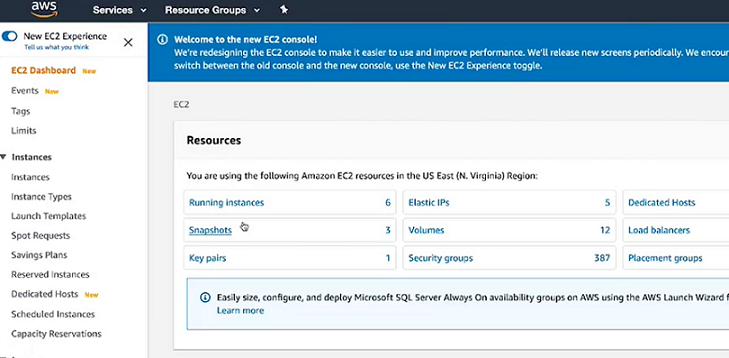 aws
Services
Resource Groups
New EC2 Experience
Tell us what you think
Welcome to the new EC2 console!
We're redesigning the EC2 console to make it easier to use and improve performance. We'll release new screens periodically. We encou
switch between the old console and the new console, use the New EC2 Experience toggle.
EC2 Dashboard New
Events New
Tags
Limits
Instances
Instances
Instance Types
Launch Templates
Spot Requests
Savings Plans
Reserved Instances
Dedicated Hosts New
Scheduled Instances
Capacity Reservations
EC2
Resources
You are using the following Amazon EC2 resources in the US East (N. Virginia) Region:
Running instances 6 Elastic IPs 5 Dedicated Hosts
Snapshots 3 Volumes 12 Load balancers
Key pairs 1 Security groups 387 Placement groups
Easily size, configure, and deploy Microsoft SQL Server Always On availability groups on AWS using the AWS Launch Wizard f
Learn more